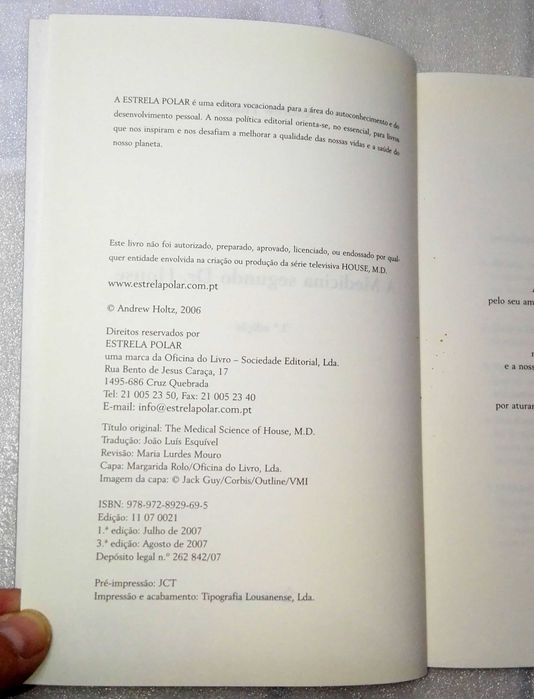 A ESTRELA POLAR é uma editora vocacionada para a área do autoconhecimento e do
desenvolvimento pessoal. A nossa política editorial orienta-se, no essencial, para livros
que nos inspiram e nos desafiam a melhorar a qualidade das nossas vidas e a saúde do
nosso planeta.
Este livro não foi autorizado, preparado, aprovado, licenciado, ou endossado por qual-
quer entidade envolvida na criação ou produção da série televisiva HOUSE, M.D.
www.estrelapolar.com.pt
© Andrew Holtz, 2006
Direitos reservados por
ESTRELA POLAR
uma marca da Oficina do Livro – Sociedade Editorial, Lda.
Rua Bento de Jesus Caraça, 17
1495-686 Cruz Quebrada
Tel: 21 005 23 50, Fax: 21 005 23 40
E-mail: info@estrelapolar.com.pt
Título original: The Medical Science of House, M.D.
Tradução: João Luís Esquível
Revisão: Maria Lurdes Mouro
Capa: Margarida Rolo/Oficina do Livro, Lda.
Imagem da capa: © Jack Guy/Corbis/Outline/VMI
ISBN: 978-972-8929-69-5
Edição: 11 07 0021
1.ª edição: Julho de 2007
3.ª edição: Agosto de 2007
Depósito legal n.º 262 842/07
Pré-impressão: JCT
Impressão e acabamento: Tipografia Lousanense, Lda.
pelo seu am
e a noss
por aturar